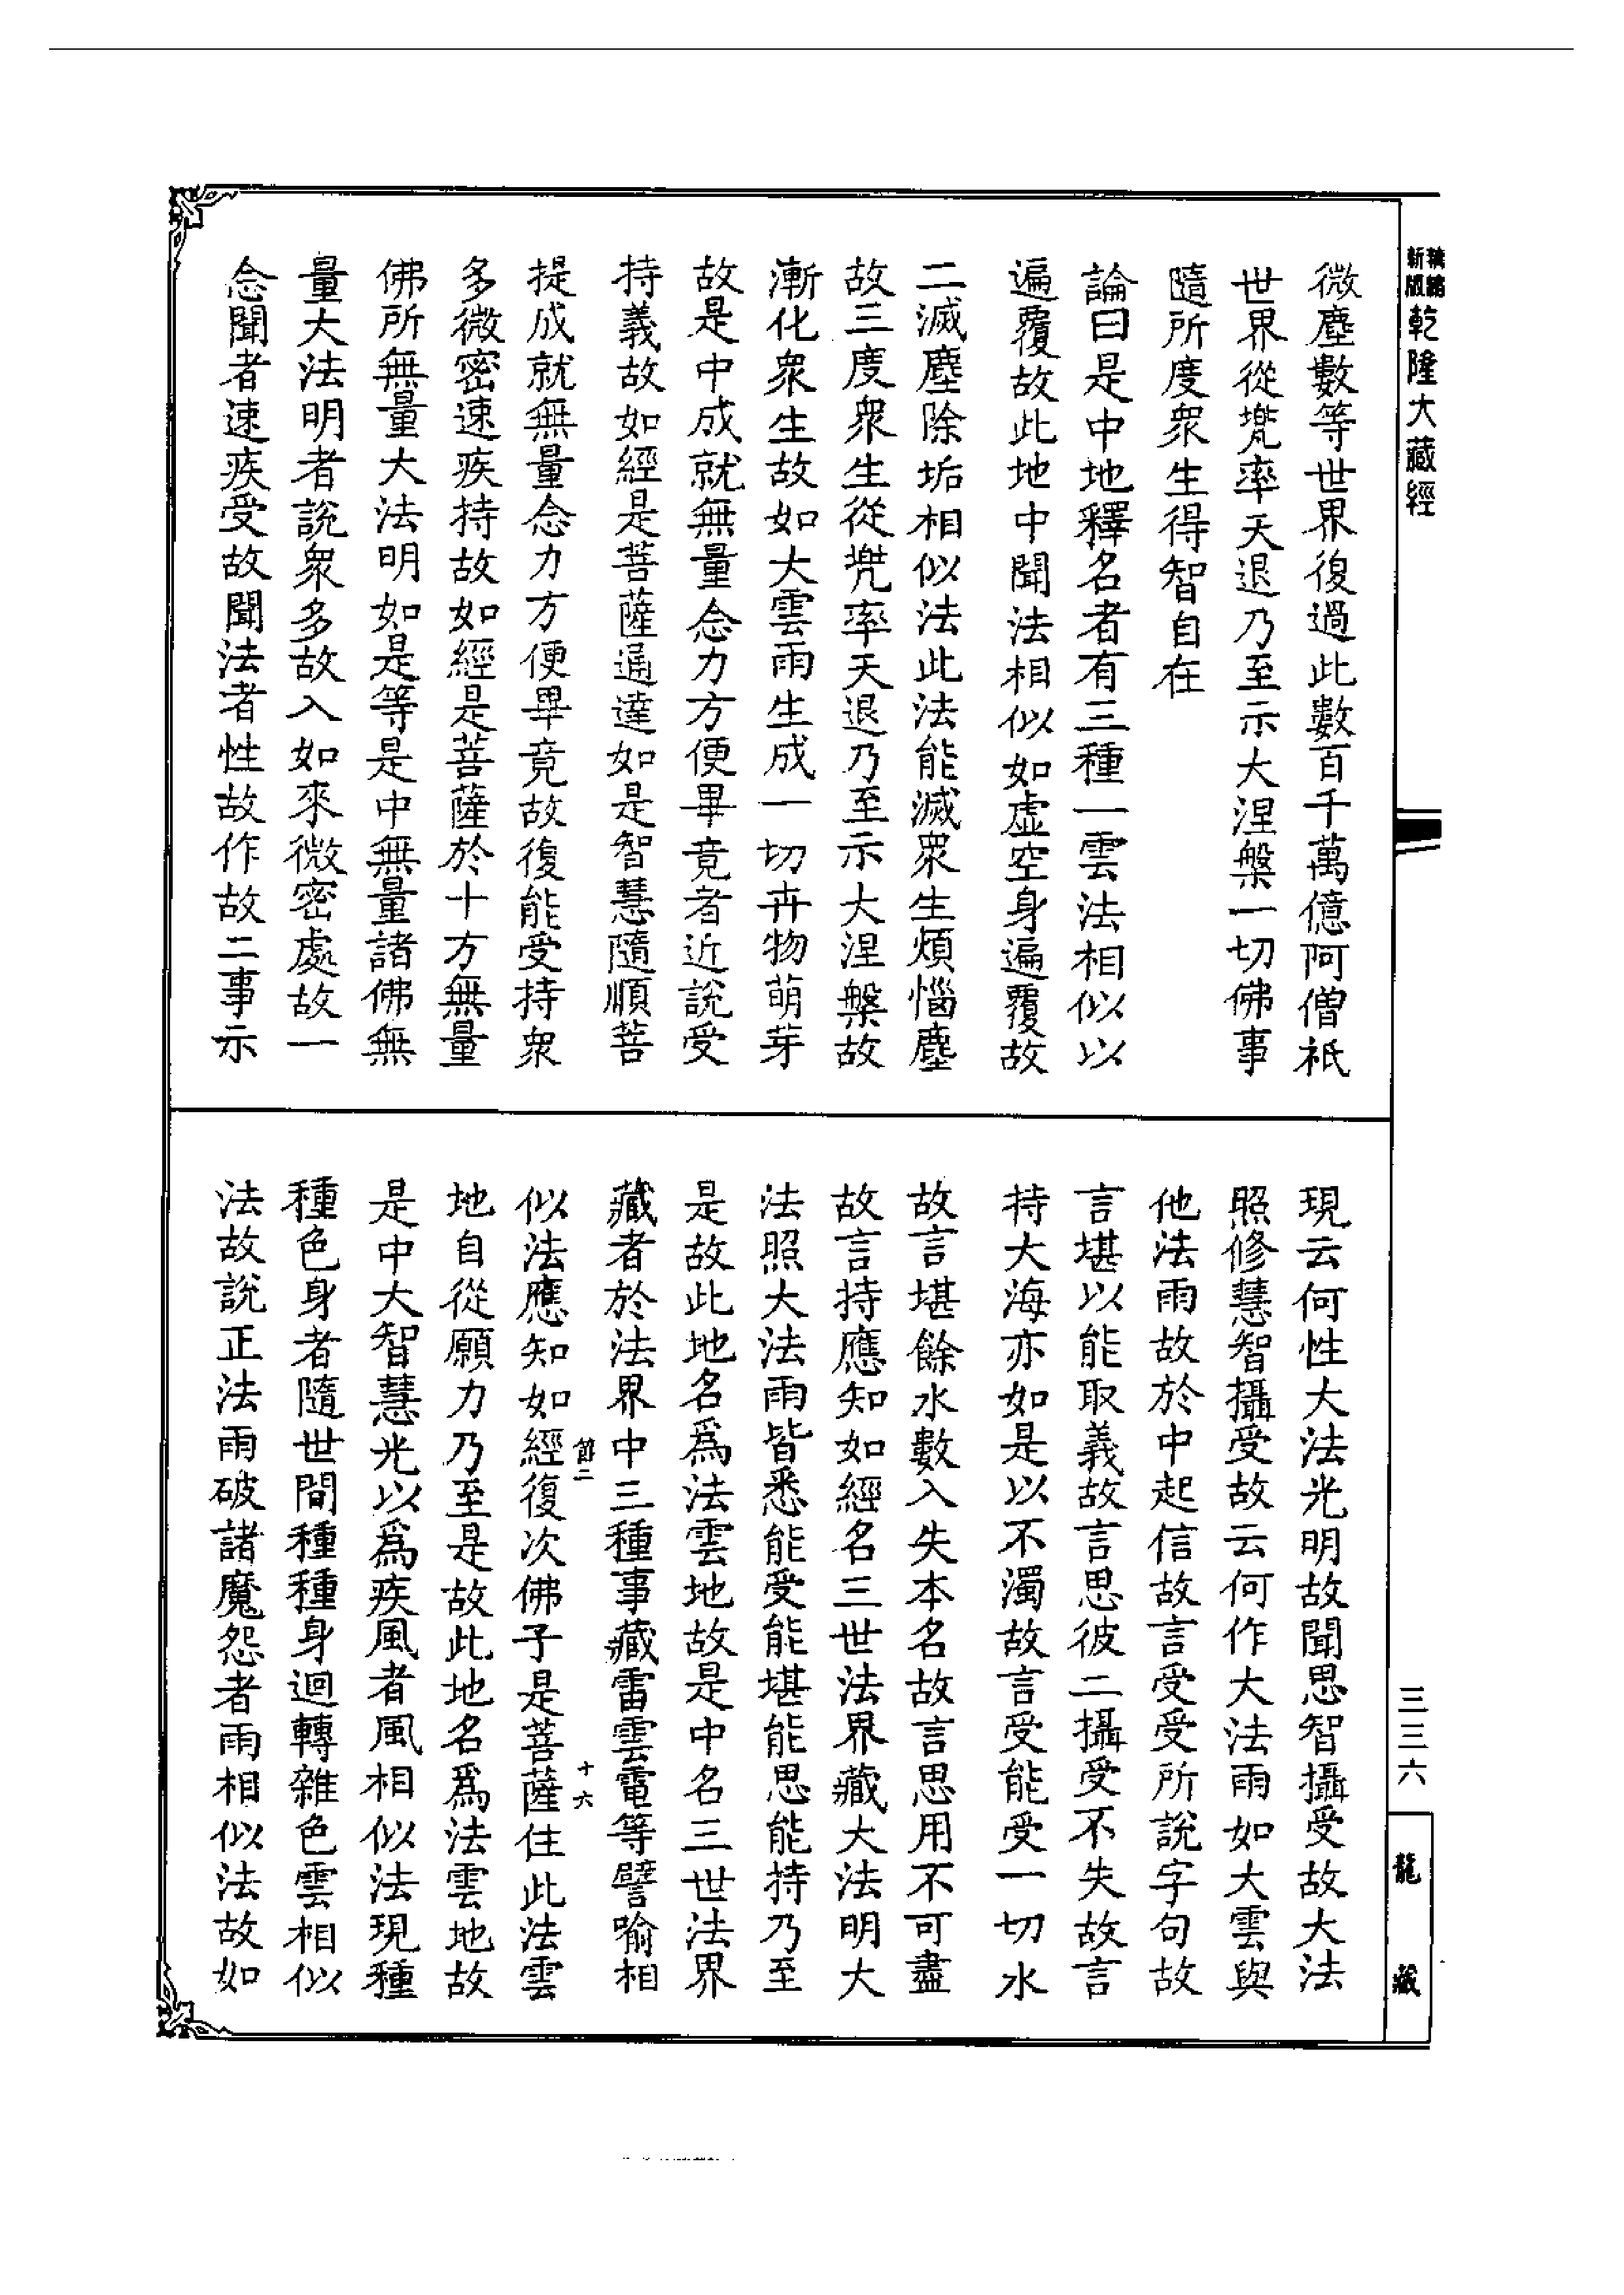 新編縮版乾隆大藏經
微塵數等世界復過此數百千萬億阿僧祇
世界從兜率天退乃至示大涅槃一切佛事
隨所度衆生得智自在
論曰是中地釋名者有三種一雲法相似以
遍覆故此地中聞法相似如虛空身遍覆故
二滅塵除垢相似法此法能滅衆生煩惱塵
故三度衆生從兜率天退乃至示大涅槃故
漸化衆生故如大雲雨生成一切卉物萌芽
故是中成就無量念力方便畢竟者近說受
持義故如經是菩薩通達如是智慧隨順菩
提成就無量念力方便畢竟故復能受持衆
多微密速疾持故如經是菩薩於十方無量
佛所無量大法明如是等是中無量諸佛無
量大法明者說衆多故入如來微密處故一
念聞者速疾受故聞法者性故作故二事示
現云何性大法光明故聞思智攝受故大法
照修慧智攝受故云何作大法雨如大雲與
他法雨故於中起信故言受受所說字句故
言堪以能取義故言思彼二攝受不失故言
持大海亦如是以不濁故言受能受一切水
故言堪餘水數入失本名故言思用不可盡
故言持應知如經名三世法界藏大法明大
法照大法雨皆悉能受能堪能思能持乃至
是故此地名爲法雲地故是中名三世法界
藏者於法界中三種事藏雷雲電等譬喻相
節二
十六
似法應知如經復次佛子是菩薩住此法雲
地自從願力乃至是故此地名爲法雲地故
是中大智慧光以爲疾風者風相似法現種
種色身者隨世間種種身迴轉雜色雲相似
法故說正法雨破諸魔怨者雨相似法故如
三三六
龍藏